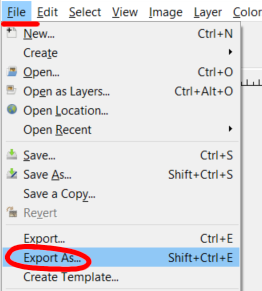 File Edit Select View Image Layer Color
New... Ctrl+N
Create
Open... Ctrl+O
Open as Layers... Ctrl+Alt+O
Open Location...
Open Recent
Save... Ctrl+S
Save As... Shift+Ctrl+S
Save a Copy...
Revert
Export... Ctrl+E
Export As... Shift+Ctrl+E
Create Template...